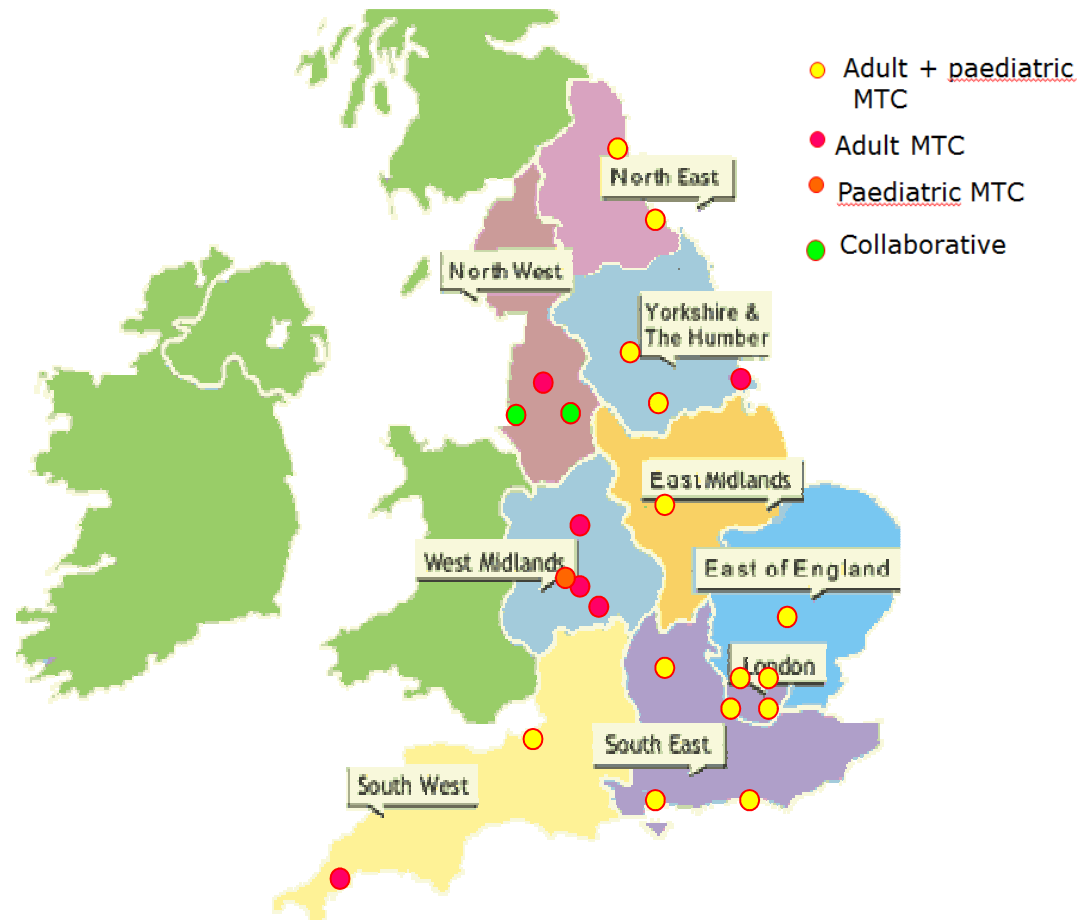 Adult + paediatric
MTC
Adult MTC
Paediatric MTC
Collaborative
North East
North West
Yorkshire &
The Humber
East Midlands
West Midlands
East of England
London
South East
South West